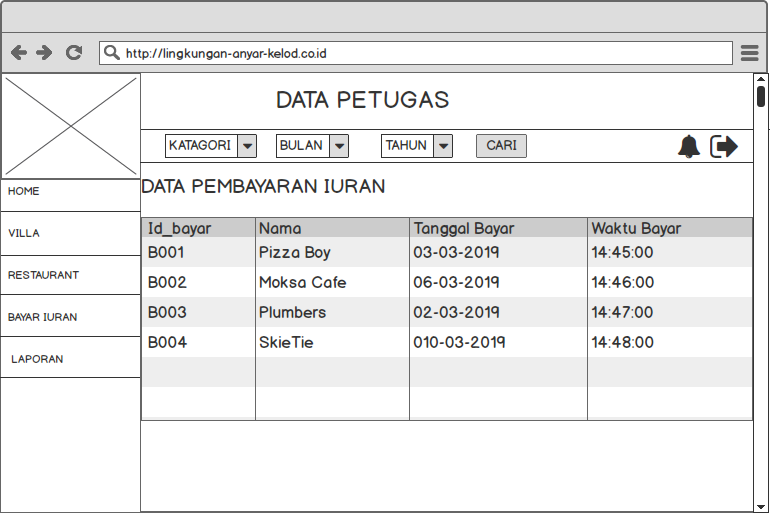 http://lingkungan-anyar-kelod.co.id
DATA PETUGAS
KATAGORI BULAN TAHUN CARI
HOME
VILLA
RESTAURANT
BAYAR IURAN
LAPORAN
DATA PEMBAYARAN IURAN
Id_bayar Nama Tanggal Bayar Waktu Bayar
B001 Pizza Boy 03-03-2019 14:45:00
B002 Moksa Cafe 06-03-2019 14:46:00
B003 Plumbers 02-03-2019 14:47:00
B004 SkieTie 010-03-2019 14:48:00